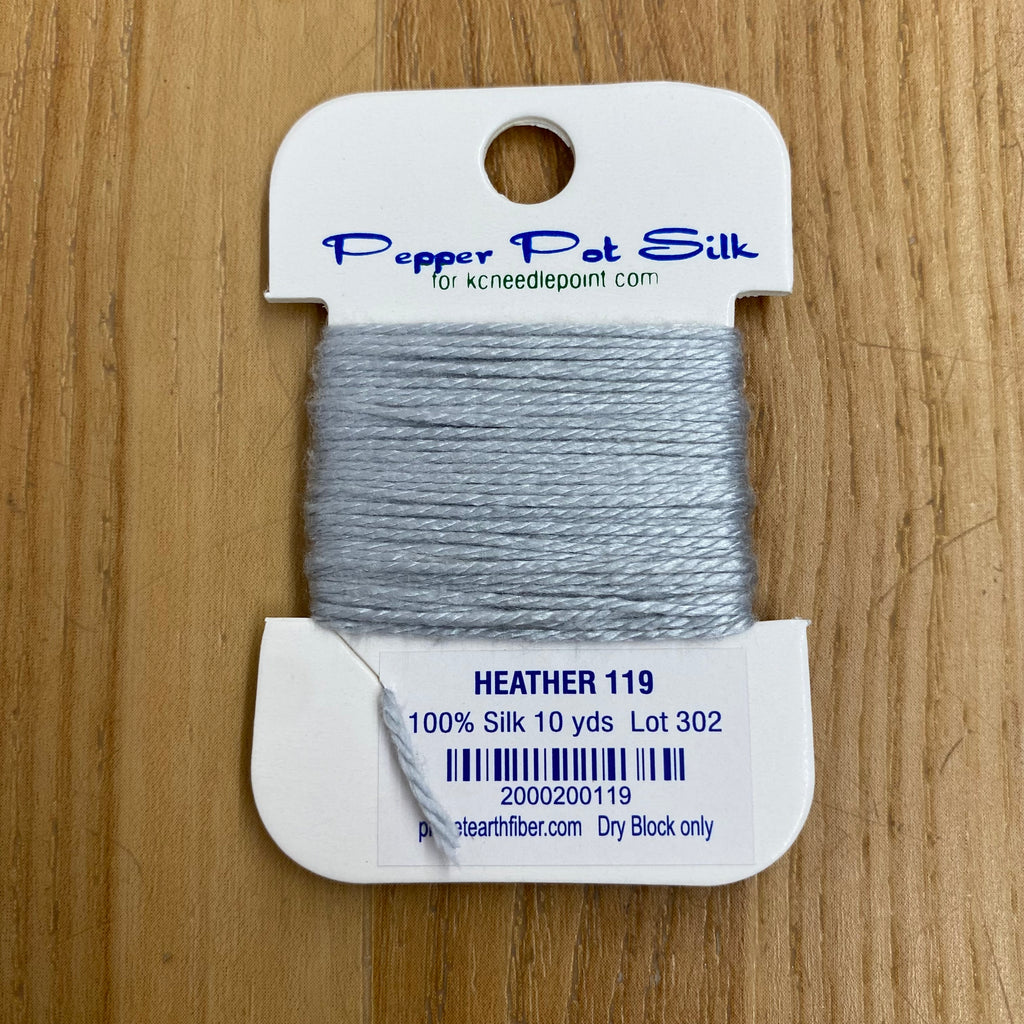 Pepper Pot Silk
for kcneedlepoint com
HEATHER 119
100% Silk 10 yds Lot 302
2000200119
Dry Block only